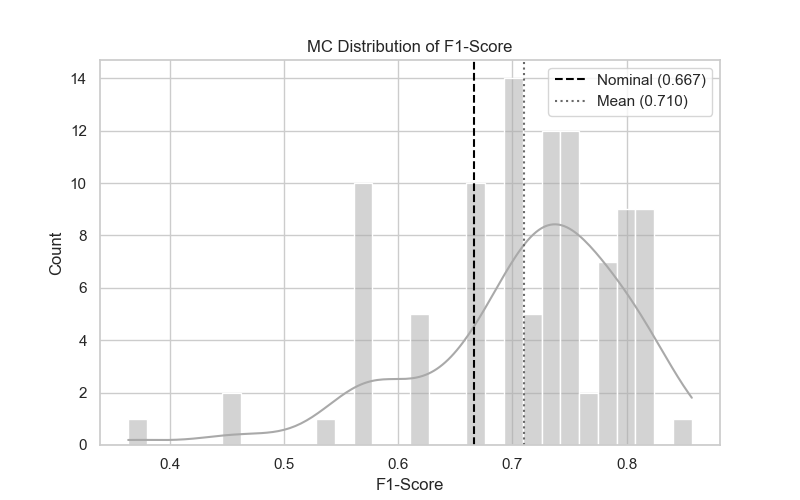 MC Distribution of F1-Score
Nominal (0.667)
Mean (0.710)
Count
14
12
10
8
6
4
2
0
0.4 0.5 0.6 0.7 0.8
F1-Score